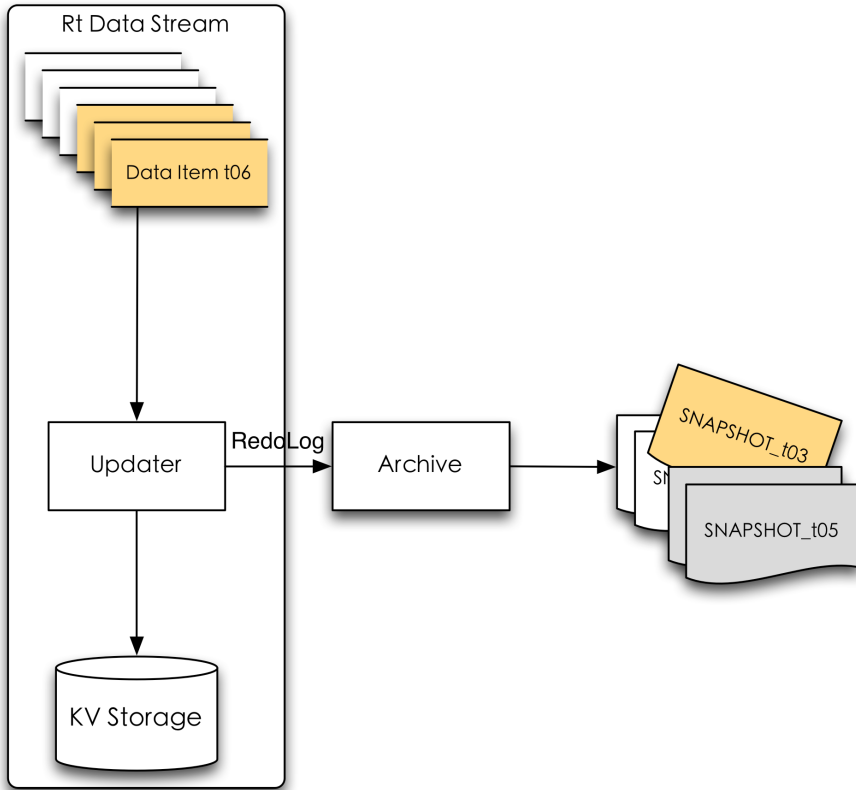 Rt Data Stream
Data Item t06
Updater
RedoLog
Archive
KV Storage
SNAPSHOT_t03
SNAPSHOT_t05